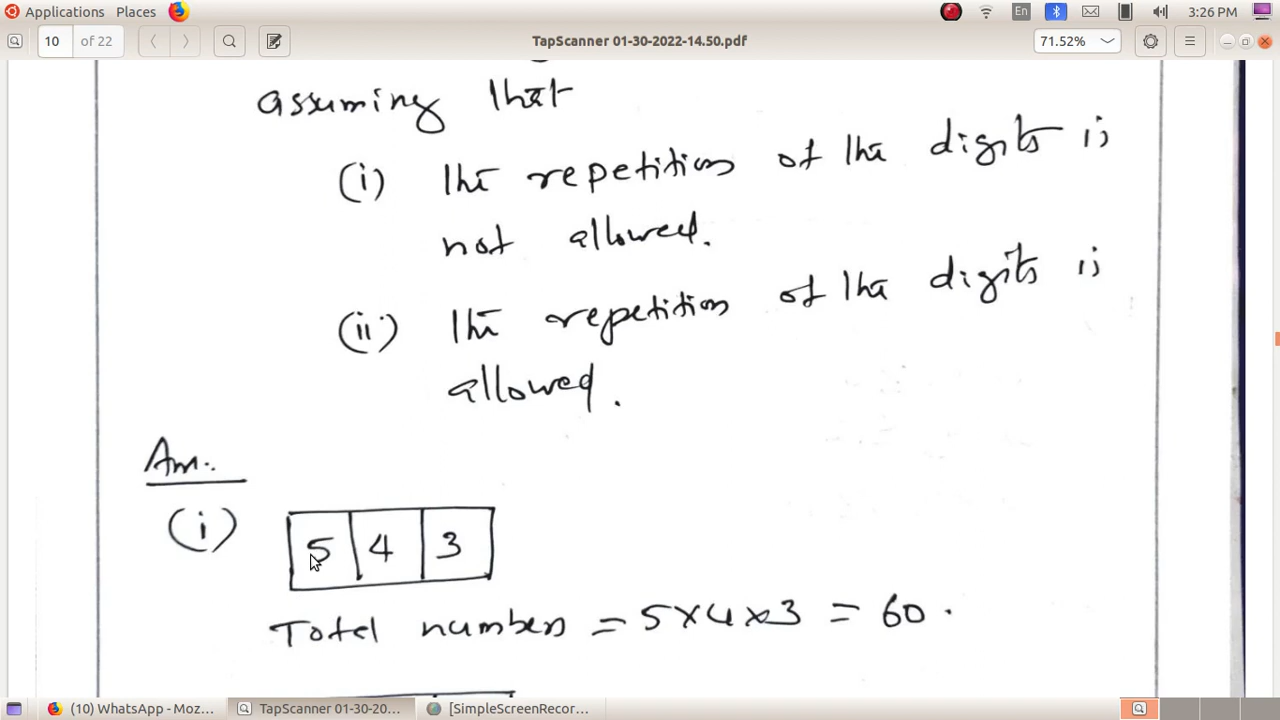 Applications Places En 3:26 PM
10 of 22 TapScanner 01-30-2022-14.50.pdf 71.52%
assuming that
(i) the repetition of the digits is
not allowed.
(ii) the repetition of the digits is
allowed.
Ans:
(i) 5 4 3
Total numbers = 5×4×3 = 60.
(10) WhatsApp - Moz... TapScanner 01-30-20... [SimpleScreenRecor...